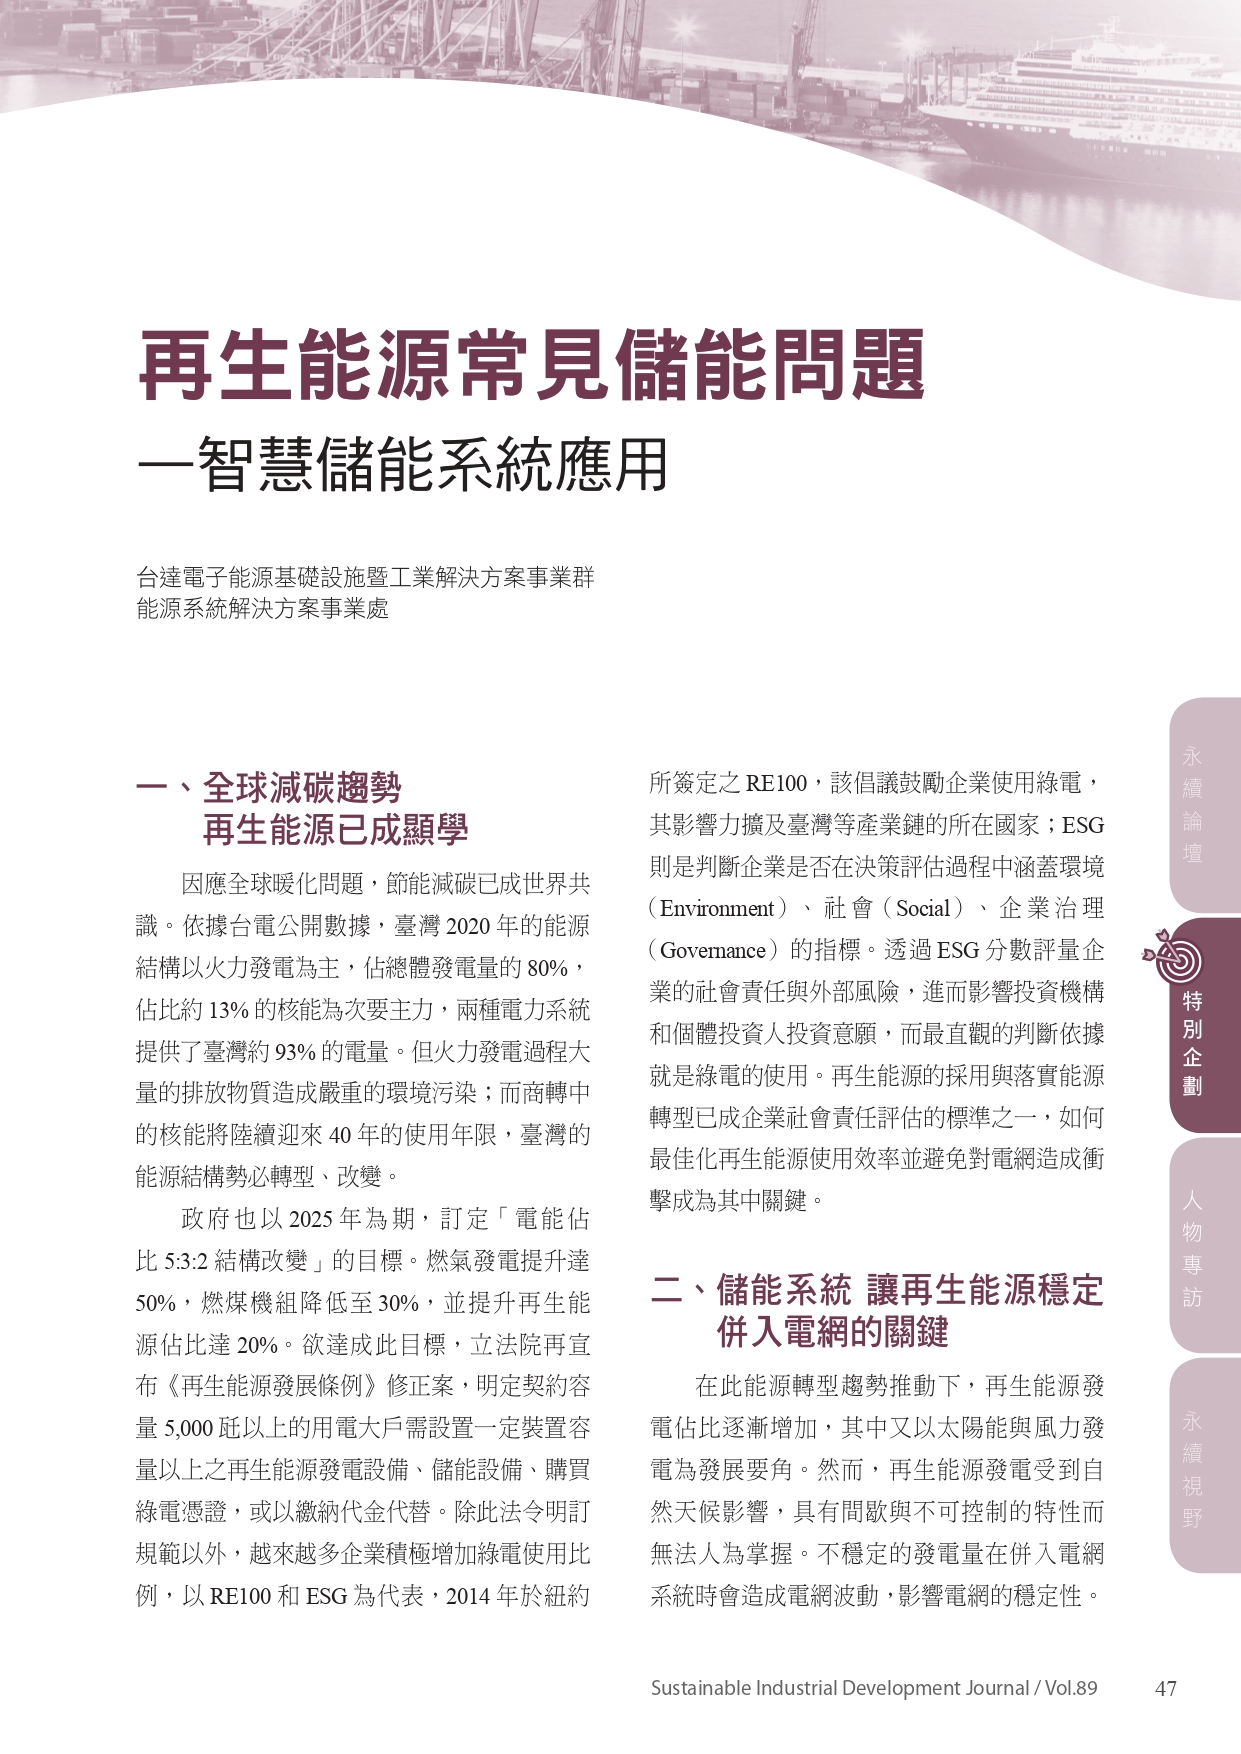 再生能源常見儲能問題
—智慧儲能系統應用
台達電子能源基礎設施暨工業解決方案事業群
能源系統解決方案事業處
一、全球減碳趨勢
再生能源已成顯學
因應全球暖化問題，節能減碳已成世界共
識。依據台電公開數據，臺灣 2020 年的能源
結構以火力發電為主，佔總體發電量的 80%，
佔比約 13% 的核能為次要主力，兩種電力系統
提供了臺灣約 93% 的電量。但火力發電過程大
量的排放物質造成嚴重的環境污染；而商轉中
的核能將陸續迎來 40 年的使用年限，臺灣的
能源結構勢必轉型、改變。
政府也以 2025 年為期，訂定「電能佔
比 5:3:2 結構改變」的目標。燃氣發電提升達
50%，燃煤機組降低至 30%，並提升再生能
源佔比達 20%。欲達成此目標，立法院再宣
布《再生能源發展條例》修正案，明定契約容
量 5,000 瓩以上的用電大戶需設置一定裝置容
量以上之再生能源發電設備、儲能設備、購買
綠電憑證，或以繳納代金代替。除此法令明訂
規範以外，越來越多企業積極增加綠電使用比
例，以 RE100 和 ESG 為代表，2014 年於紐約
所簽定之 RE100，該倡議鼓勵企業使用綠電，
其影響力擴及臺灣等產業鏈的所在國家；ESG
則是判斷企業是否在決策評估過程中涵蓋環境
（Environment）、社會（Social）、企業治理
（Governance）的指標。透過 ESG 分數評量企
業的社會責任與外部風險，進而影響投資機構
和個體投資人投資意願，而最直觀的判斷依據
就是綠電的使用。再生能源的採用與落實能源
轉型已成企業社會責任評估的標準之一，如何
最佳化再生能源使用效率並避免對電網造成衝
擊成為其中關鍵。
二、儲能系統 讓再生能源穩定
併入電網的關鍵
在此能源轉型趨勢推動下，再生能源發
電佔比逐漸增加，其中又以太陽能與風力發
電為發展要角。然而，再生能源發電受到自
然天候影響，具有間歇與不可控制的特性而
無法人為掌握。不穩定的發電量在併入電網
系統時會造成電網波動，影響電網的穩定性。
永續論壇
特別企劃
人物專訪
永續視野
Sustainable Industrial Development Journal / Vol.89 47